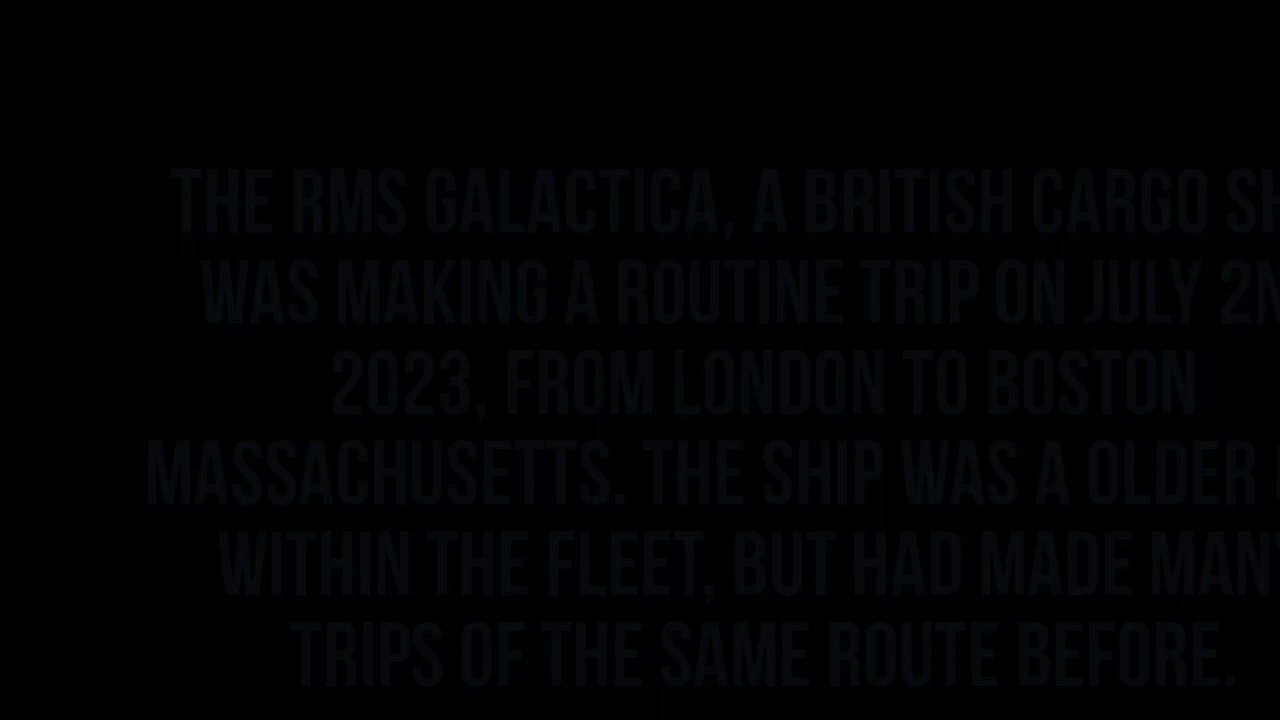 THE RMS GALACTICA, A BRITISH CARGO
WAS MAKING A ROUTINE TRIP ON JULY
2023, FROM LONDON TO BOSTON
MASSACHUSETTS. THE SHIP WAS A OLDER
WITHIN THE FLEET, BUT HAD MADE
TRIPS OF THE SAME ROUTE BEFORE.